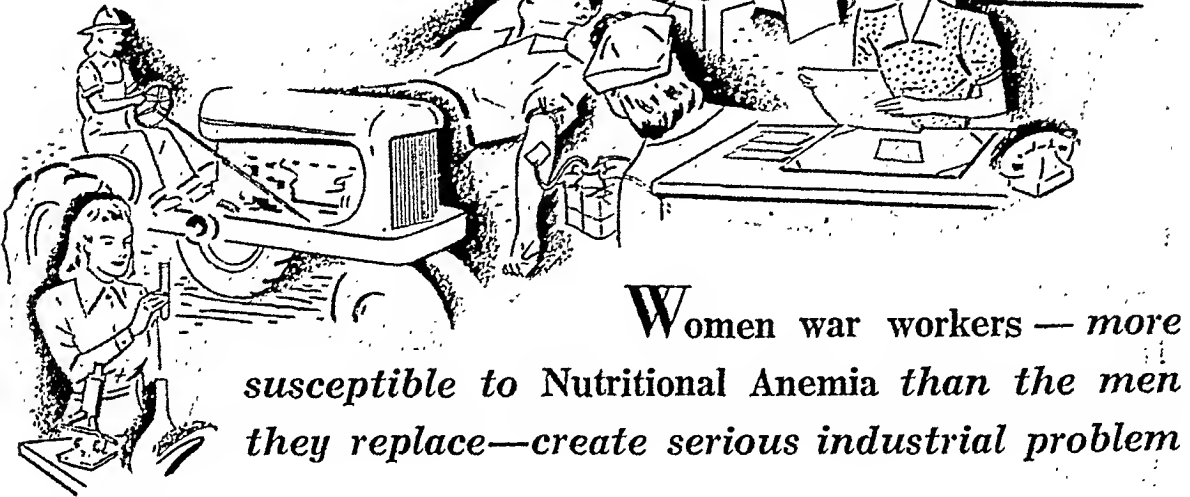 Women war workers — more
susceptible to Nutritional Anemia than the men
they replace—create serious industrial problem